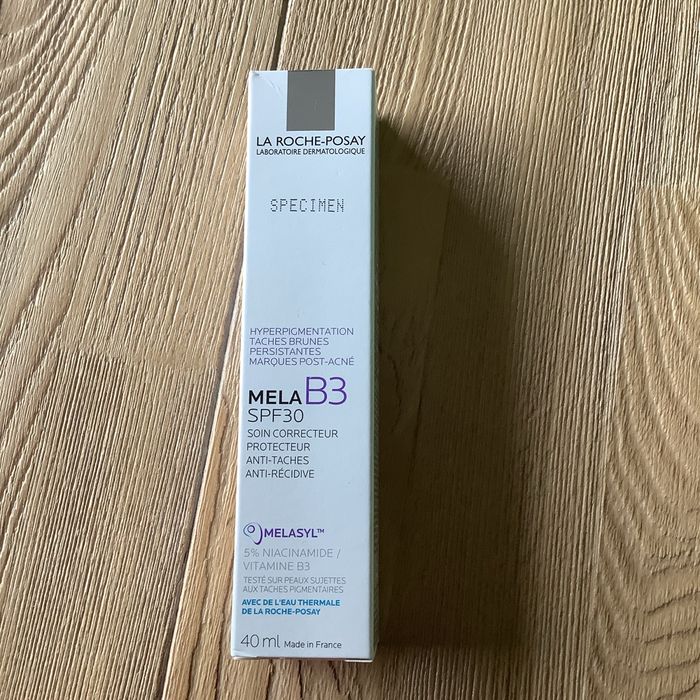 LA ROCHE-POSAY
LABORATOIRE DERMATOLOGIQUE
SPECIMEN
HYPERPIGMENTATION
TACHES BRUNES
PERSISTANTES
MARQUES POST-ACNÉ
MELA B3
SPF30
SOIN CORRECTEUR
PROTECTEUR
ANTI-TACHES
ANTI-RÉCIDIVE
MELASYL™
5% NIACINAMIDE /
VITAMINE B3
TESTÉ SUR PEAUX SUJETTES
AUX TACHES PIGMENTAIRES
AVEC DE L'EAU THERMALE
DE LA ROCHE-POSAY
40 ml Made in France